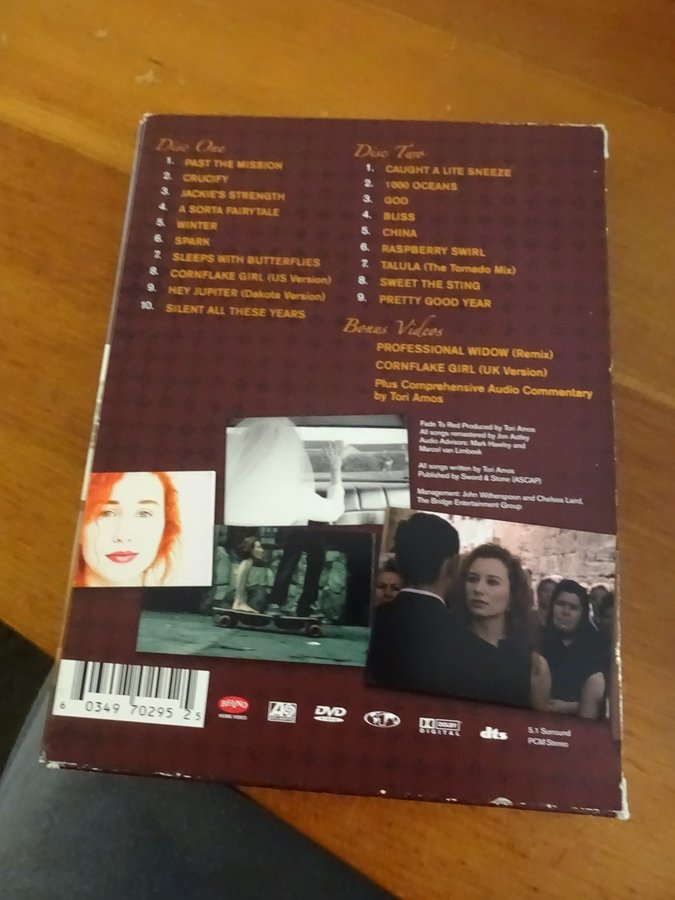 Disc One
1. PAST THE MISSION
2. CRUCIFY
3. JACKIE'S STRENGTH
4. A SORTA FAIRYTALE
5. WINTER
6. SPARK
7. SLEEPS WITH BUTTERFLIES
8. CORNFLAKE GIRL (US Version)
9. HEY JUPITER (Dakota Version)
10. SILENT ALL THESE YEARS
Disc Two
1. CAUGHT A LITE SNEEZE
2. 1000 OCEANS
3. GOD
4. BLISS
5. CHINA
6. RASPBERRY SWIRL
7. TALULA (The Tornado Mix)
8. SWEET THE STING
9. PRETTY GOOD YEAR
Bonus Videos
PROFESSIONAL WIDOW (Remix)
CORNFLAKE GIRL (UK Version)
Plus Comprehensive Audio Commentary
by Tori Amos
Fade To Red Produced by Tori Amos
All songs remastered by Jon Astley
Audio Advisors: Mark Hawley and
Marcel van Limbeek
All songs written by Tori Amos
Published by Sword & Stone (ASCAP)
Management: John Witherspoon and Chelsea Laird,
The Bridge Entertainment Group
6 0349 70295 2 5
RHINO
HOME VIDEO
DVD
DOLBY
DIGITAL
dts
5.1 Surround
PCM Stereo